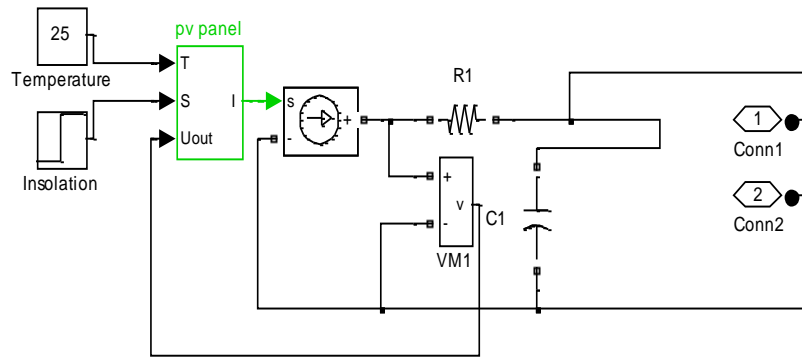 pv panel
25
Temperature
T
S
I
Uout
Insolation
s
-
+
R1
+
-
v
VM1
C1
1
Conn1
2
Conn2